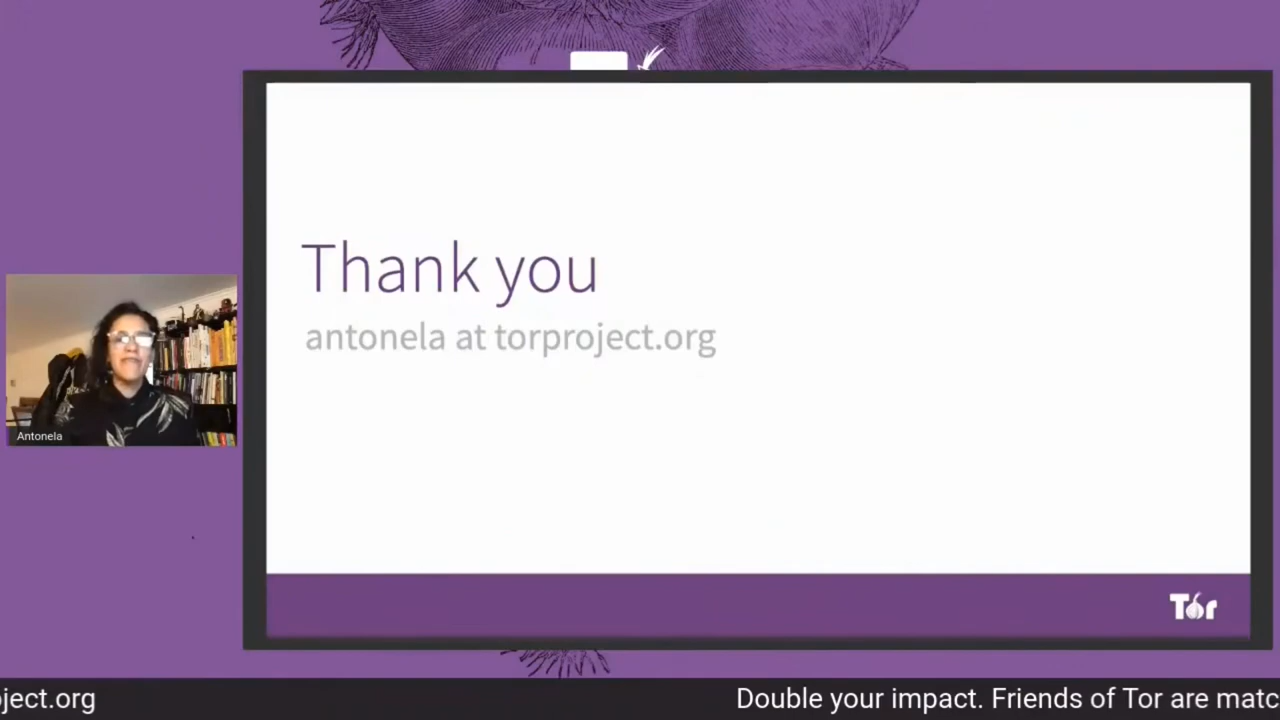 Thank you
antonela at torproject.org
Antonela
Tor
ject.org
Double your impact. Friends of Tor are matc